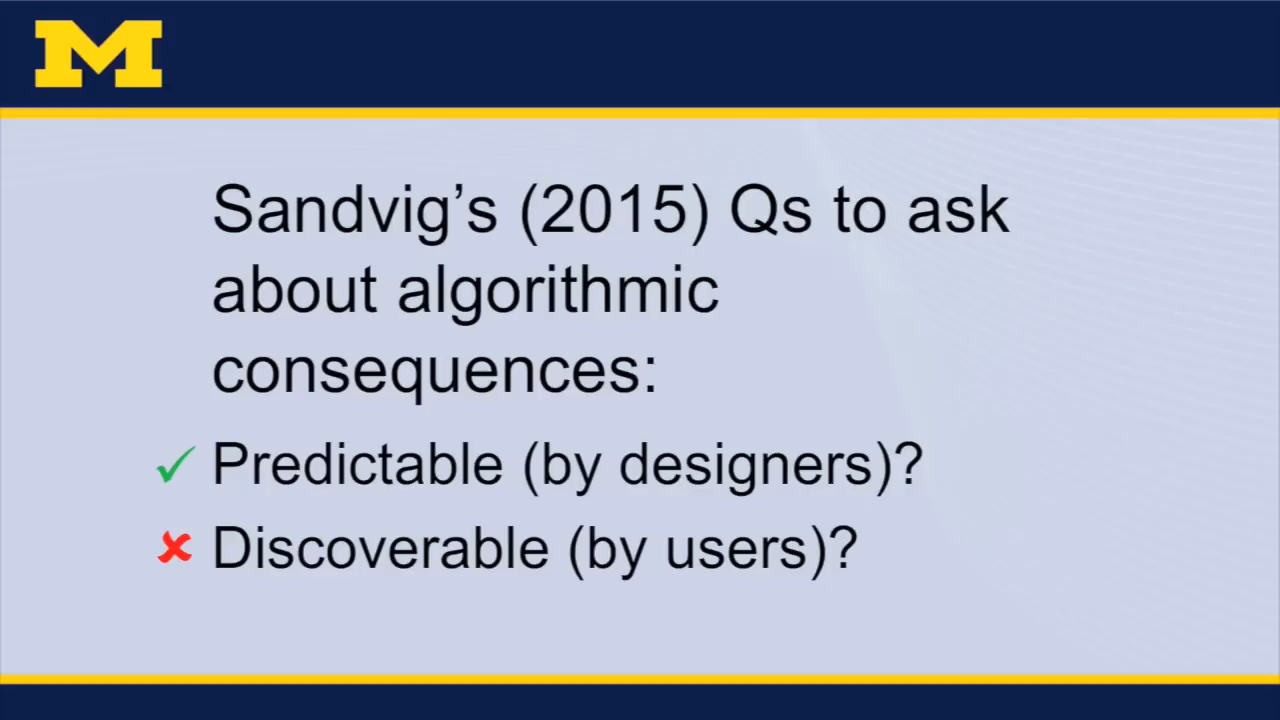 M
Sandvig’s (2015) Qs to ask
about algorithmic
consequences:
✓ Predictable (by designers)?
✘ Discoverable (by users)?